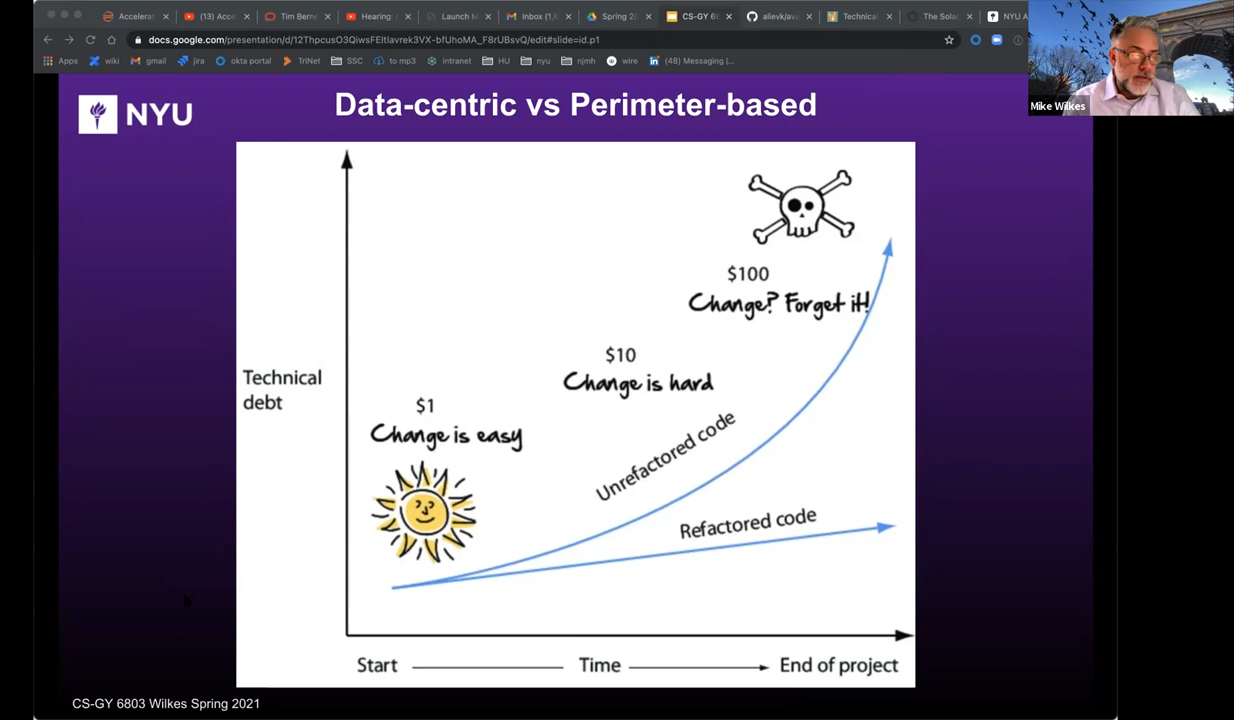 Accelerat
(13) Acce
Tim Berne
Hearing:
Launch M
Inbox (1,6
Spring 20
CS-GY 68
alievk/ava
Technical
The Solar
NYU A
docs.google.com/presentation/d/12ThpcusO3QiwsFEItlavrek3VX-bfUhoMA_F8rUBsvQ/edit#slide=id.p1
Apps wiki gmail jira okta portal TriNet SSC to mp3 intranet HU nyu njmh wire (48) Messaging |...
Mike Wilkes
NYU
Data-centric vs Perimeter-based
$100
Change? Forget it!
$10
Change is hard
Technical
debt
$1
Change is easy
Unrefactored code
Refactored code
Start
Time
End of project
CS-GY 6803 Wilkes Spring 2021